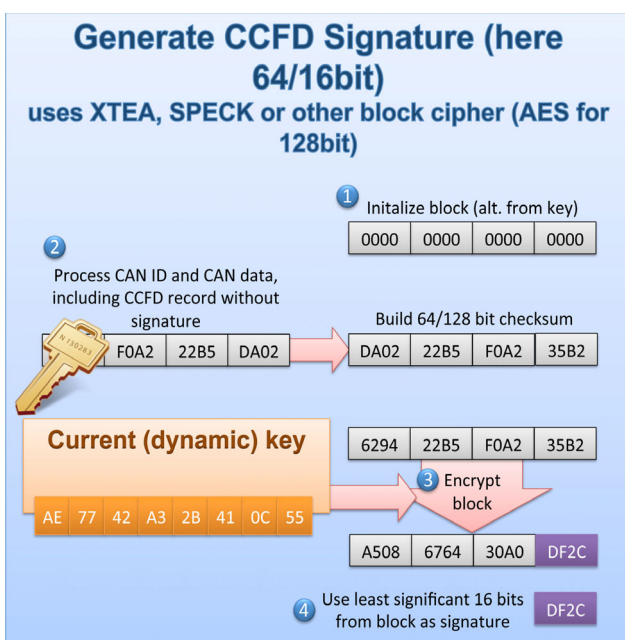 Generate CCFD Signature (here
64/16bit)
uses XTEA, SPECK or other block cipher (AES for
128bit)
1
Initalize block (alt. from key)
0000 0000 0000 0000
2
Process CAN ID and CAN data,
including CCFD record without
signature
N 130283
F0A2 22B5 DA02
Build 64/128 bit checksum
DA02 22B5 F0A2 35B2
Current (dynamic) key
AE 77 42 A3 2B 41 0C 55
6294 22B5 F0A2 35B2
3 Encrypt
block
A508 6764 30A0 DF2C
4 Use least significant 16 bits
from block as signature
DF2C